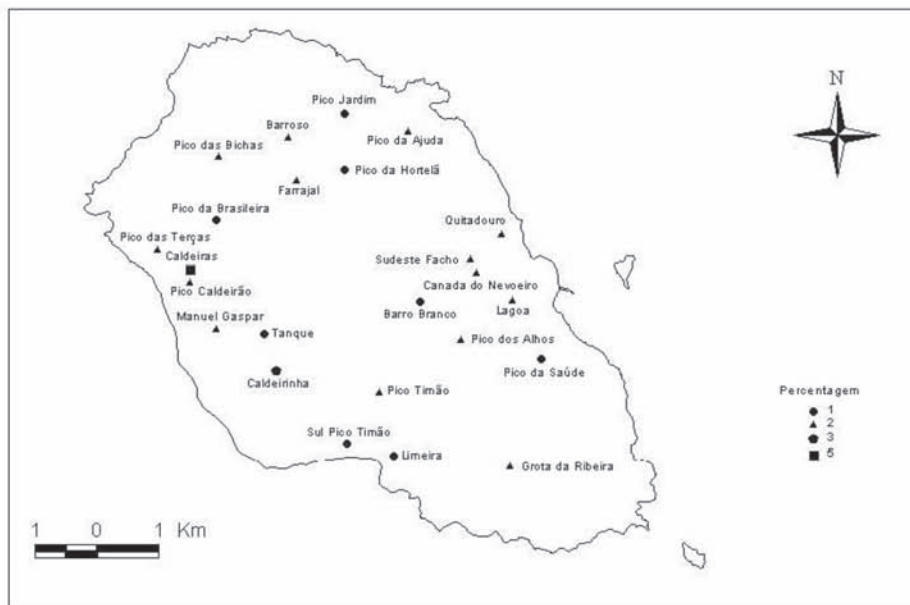 N
Pico Jardim
Barroso
Pico da Ajuda
Pico das Bichas
Pico da Hortelã
Farrajal
Pico da Brasileira
Quitadouro
Pico das Terças
Caldeiras
Sudeste Facho
Canada do Nevoeiro
Pico Caldeirão
Lagoa
Barro Branco
Manuel Gaspar
Tanque
Pico dos Alhos
Pico da Saúde
Caldeirinha
Pico Timão
Percentagem
1
2
3
5
Sul Pico Timão
Limeira
Grota da Ribeira
1 0 1 Km